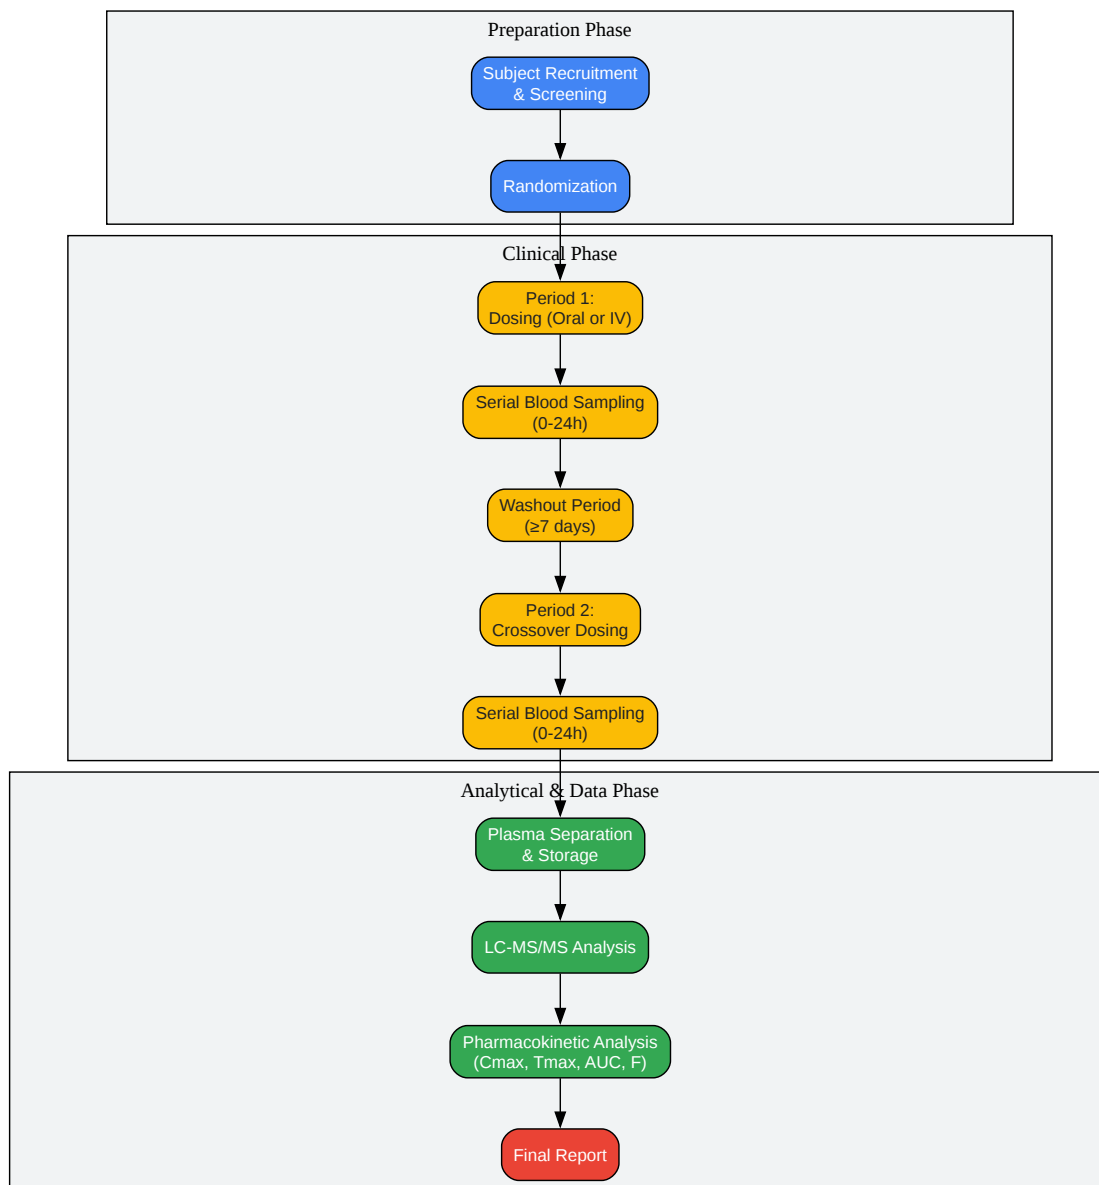 Preparation Phase
Subject Recruitment
& Screening
Randomization
Clinical Phase
Period 1:
Dosing (Oral or IV)
Serial Blood Sampling
(0-24h)
Washout Period
(≥7 days)
Period 2:
Crossover Dosing
Serial Blood Sampling
(0-24h)
Analytical & Data Phase
Plasma Separation
& Storage
LC-MS/MS Analysis
Pharmacokinetic Analysis
(Cmax, Tmax, AUC, F)
Final Report